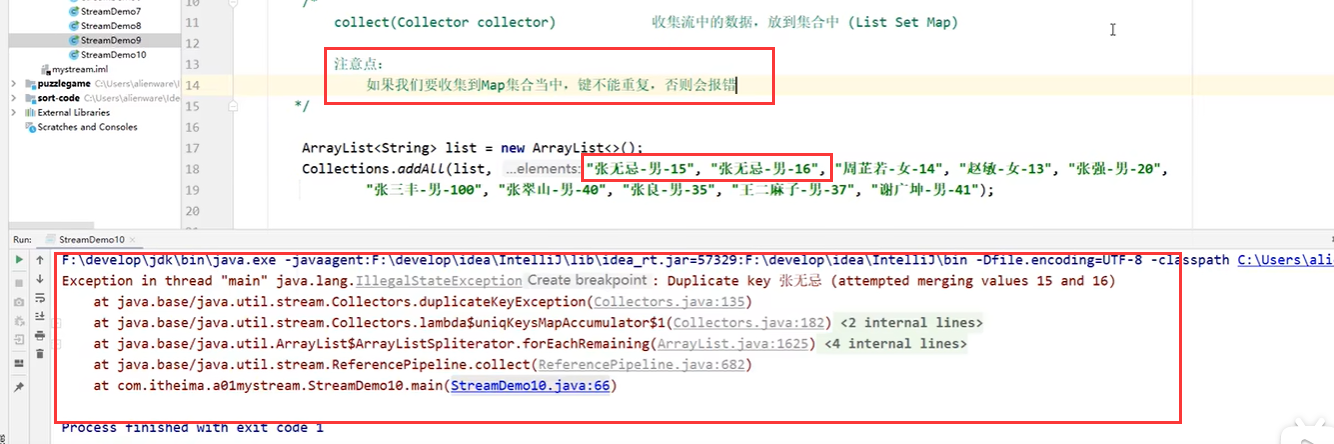 StreamDemo7
StreamDemo8
StreamDemo9
StreamDemo10
mystream.iml
puzzlegame C:\Users\alienware\I
sort-code C:\Users\alienware\Ide
External Libraries
Scratches and Consoles
10 /*
11 collect(Collector collector) 收集流中的数据，放到集合中 (List Set Map)
12
13 注意点：
14 如果我们要收集到Map集合当中，键不能重复，否则会报错
15 */
16
17 ArrayList<String> list = new ArrayList<>();
18 Collections.addAll(list, ...elements: "张无忌-男-15", "张无忌-男-16", "周芷若-女-14", "赵敏-女-13", "张强-男-20",
19 "张三丰-男-100", "张翠山-男-40", "张良-男-35", "王二麻子-男-37", "谢广坤-男-41");
20
Run: StreamDemo10 ×
F:\develop\jdk\bin\java.exe -javaagent:F:\develop\idea\IntelliJ\lib\idea_rt.jar=57329:F:\develop\idea\IntelliJ\bin -Dfile.encoding=UTF-8 -classpath C:\Users\ali
Exception in thread "main" java.lang.IllegalStateException Create breakpoint : Duplicate key 张无忌 (attempted merging values 15 and 16)
at java.base/java.util.stream.Collectors.duplicateKeyException(Collectors.java:135)
at java.base/java.util.stream.Collectors.lambda$uniqKeysMapAccumulator$1(Collectors.java:182) <2 internal lines>
at java.base/java.util.ArrayList$ArrayListSpliterator.forEachRemaining(ArrayList.java:1625) <4 internal lines>
at java.base/java.util.stream.ReferencePipeline.collect(ReferencePipeline.java:682)
at com.itheima.a01mystream.StreamDemo10.main(StreamDemo10.java:66)
Process finished with exit code 1